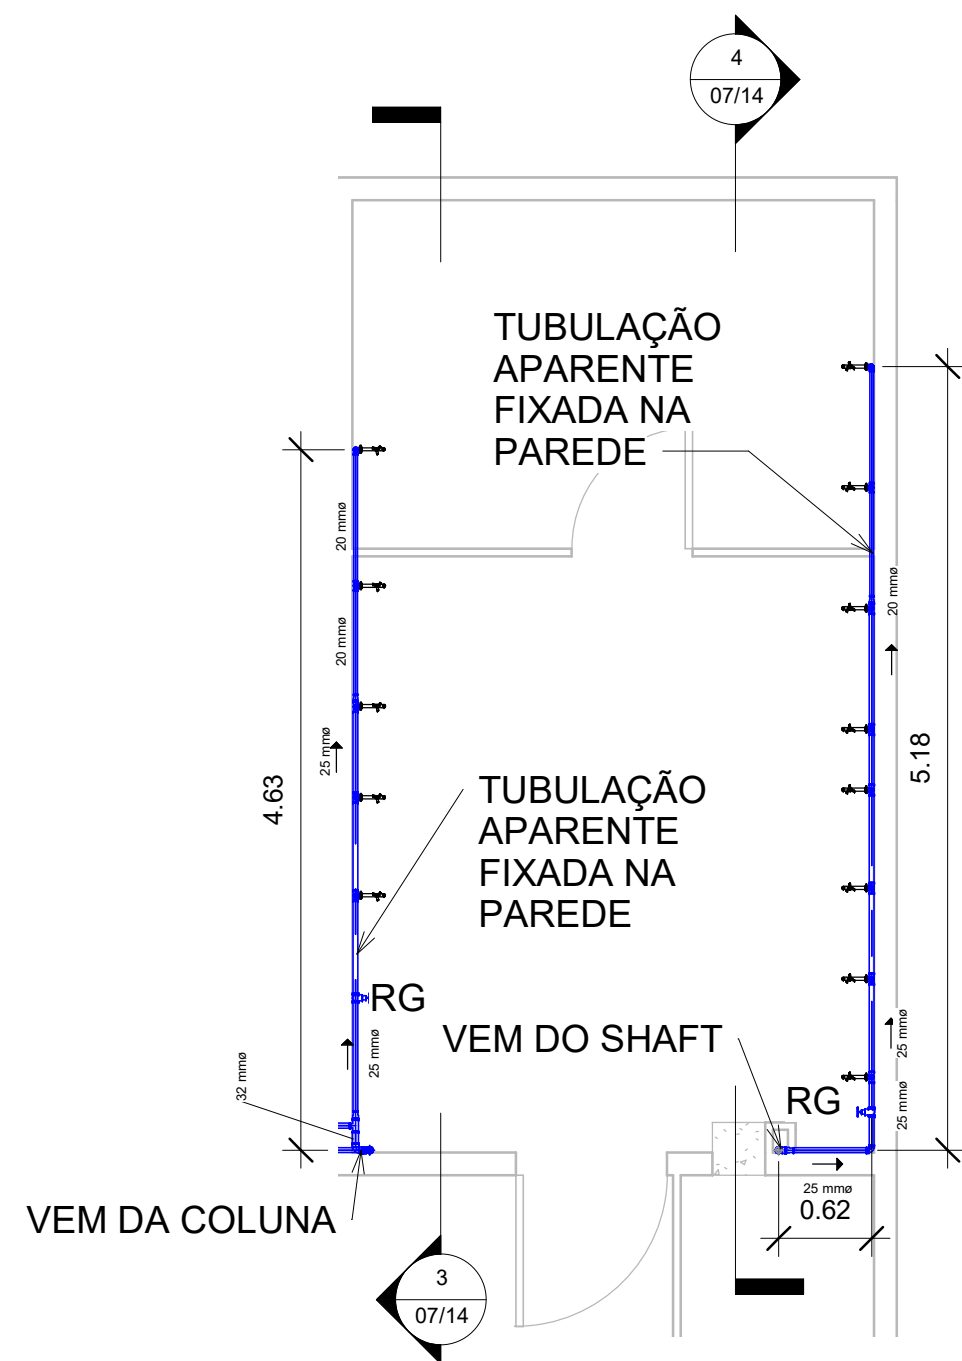 4
07/14
TUBULAÇÃO
APARENTE
FIXADA NA
PAREDE
20 mmø
20 mmø
20 mmø
25 mmø
4.63
5.18
TUBULAÇÃO
APARENTE
FIXADA NA
PAREDE
RG
VEM DO SHAFT
25 mmø
25 mmø
32 mmø
RG
25 mmø
25 mmø
0.62
VEM DA COLUNA
3
07/14